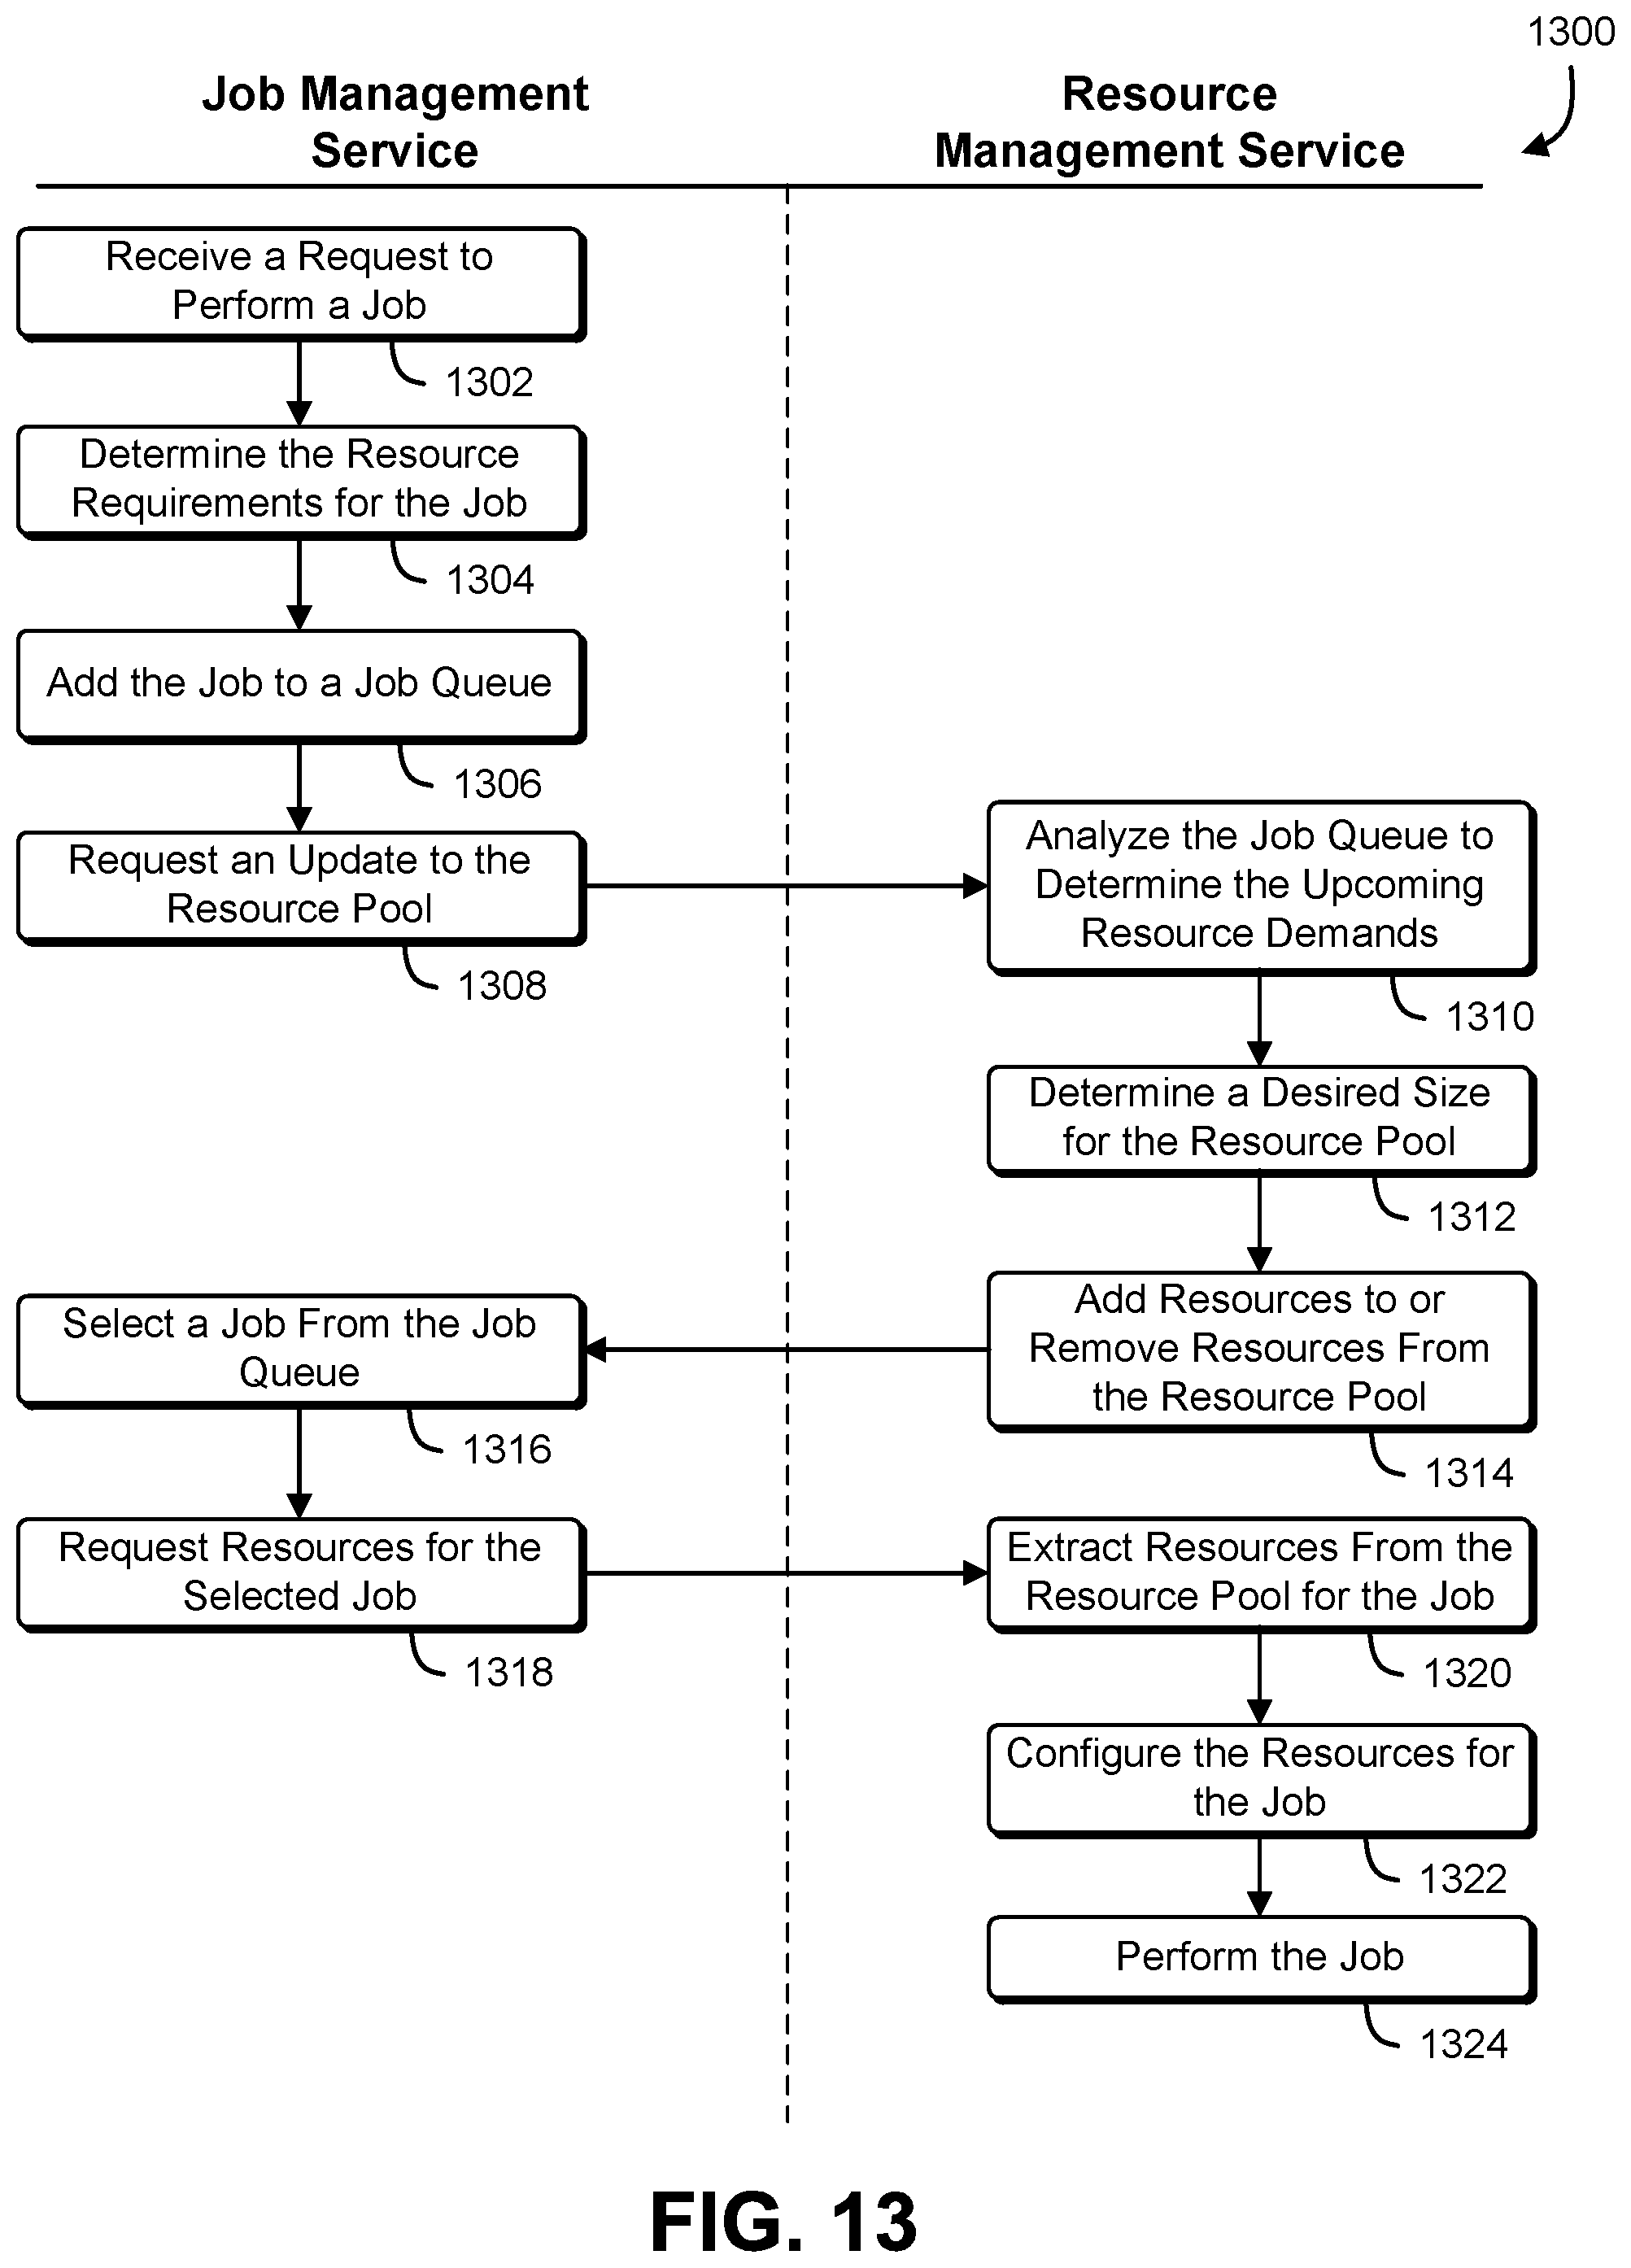 1300
Job Management
Service
Resource
Management Service
Receive a Request to
Perform a Job
1302
Determine the Resource
Requirements for the Job
1304
Add the Job to a Job Queue
1306
Request an Update to the
Resource Pool
1308
Analyze the Job Queue to
Determine the Upcoming
Resource Demands
1310
Determine a Desired Size
for the Resource Pool
1312
Add Resources to or
Remove Resources From
the Resource Pool
1314
Select a Job From the Job
Queue
1316
Request Resources for the
Selected Job
1318
Extract Resources From the
Resource Pool for the Job
1320
Configure the Resources for
the Job
1322
Perform the Job
1324
FIG. 13